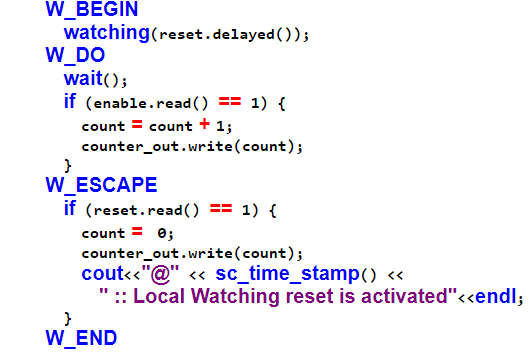 W_BEGIN
watching(reset.delayed());
W_DO
wait();
if (enable.read() == 1) {
count = count + 1;
counter_out.write(count);
}
W_ESCAPE
if (reset.read() == 1) {
count = 0;
counter_out.write(count);
cout<<"@" << sc_time_stamp() <<
" :: Local Watching reset is activated"<<endl;
}
W_END